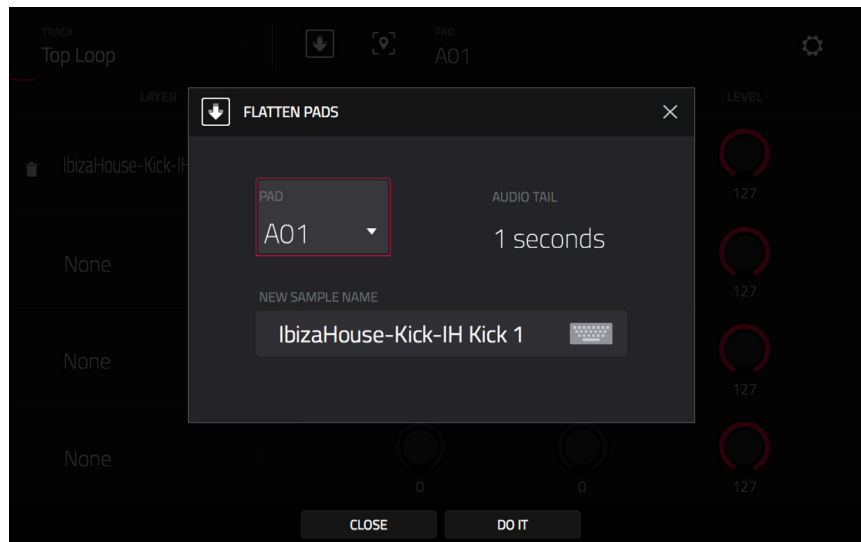 TRACK
Top Loop
PAD
A01
LAYER
LEVEL
FLATTEN PADS
IbizaHouse-Kick-IH
127
PAD
A01
AUDIO TAIL
1 seconds
None
127
NEW SAMPLE NAME
IbizaHouse-Kick-IH Kick 1
None
127
None
0
0
127
CLOSE
DO IT